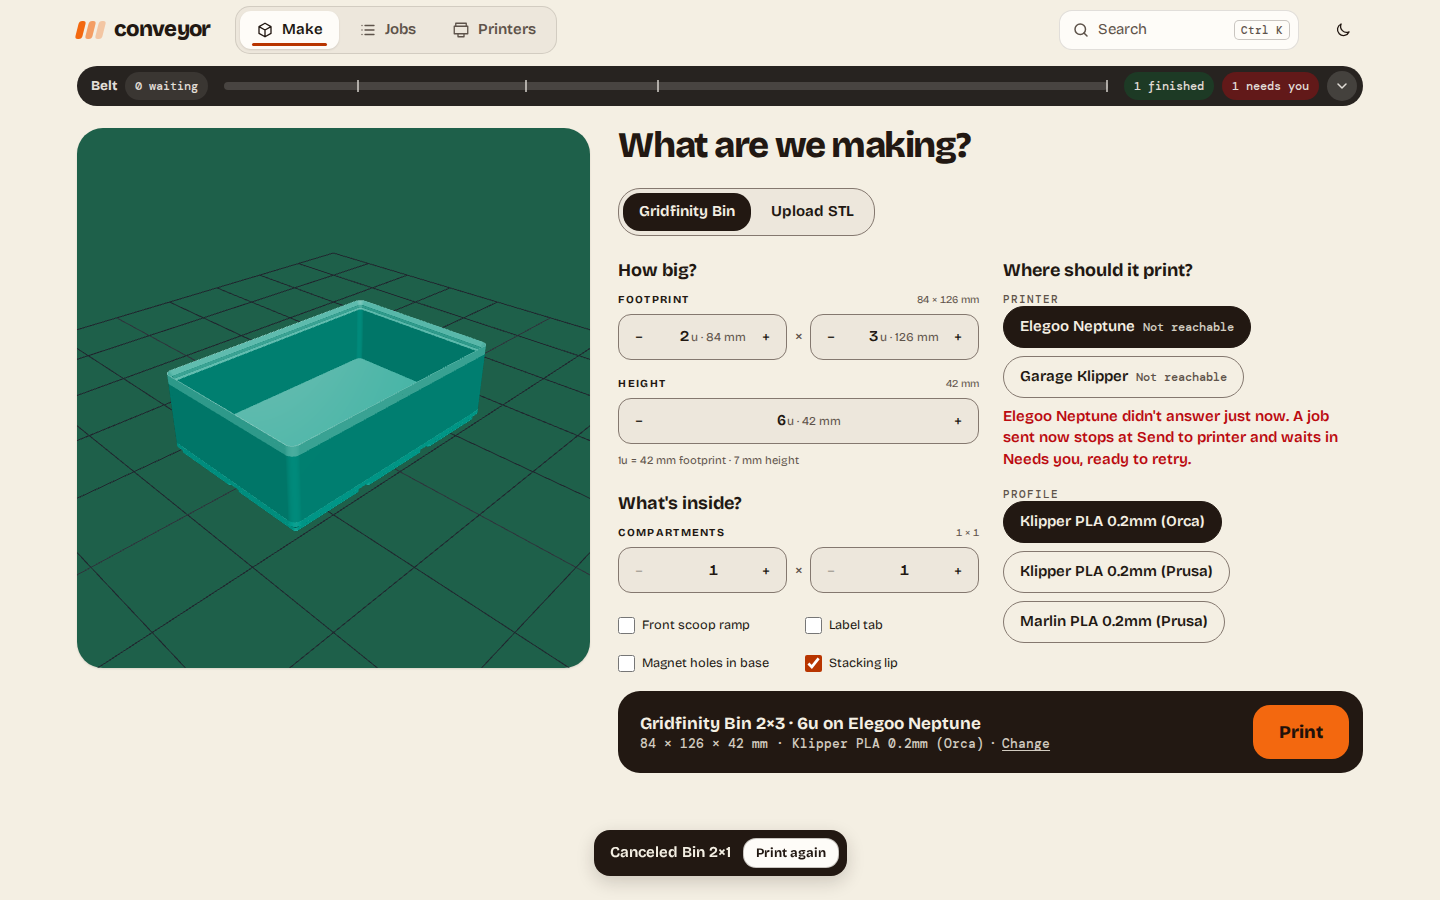 conveyor
Make
Jobs
Printers
Search
Ctrl K
Belt
0 waiting
1 finished
1 needs you
What are we making?
Gridfinity Bin
Upload STL
How big?
FOOTPRINT
84 × 126 mm
− 2 u · 84 mm + × − 3 u · 126 mm +
HEIGHT
42 mm
− 6 u · 42 mm +
1u = 42 mm footprint · 7 mm height
What's inside?
COMPARTMENTS
1 × 1
− 1 + × − 1 +
Front scoop ramp
Label tab
Magnet holes in base
Stacking lip
Where should it print?
PRINTER
Elegoo Neptune Not reachable
Garage Klipper Not reachable
Elegoo Neptune didn't answer just now. A job
sent now stops at Send to printer and waits in
Needs you, ready to retry.
PROFILE
Klipper PLA 0.2mm (Orca)
Klipper PLA 0.2mm (Prusa)
Marlin PLA 0.2mm (Prusa)
Gridfinity Bin 2×3 · 6u on Elegoo Neptune
84 × 126 × 42 mm · Klipper PLA 0.2mm (Orca) · Change
Print
Canceled Bin 2×1
Print again